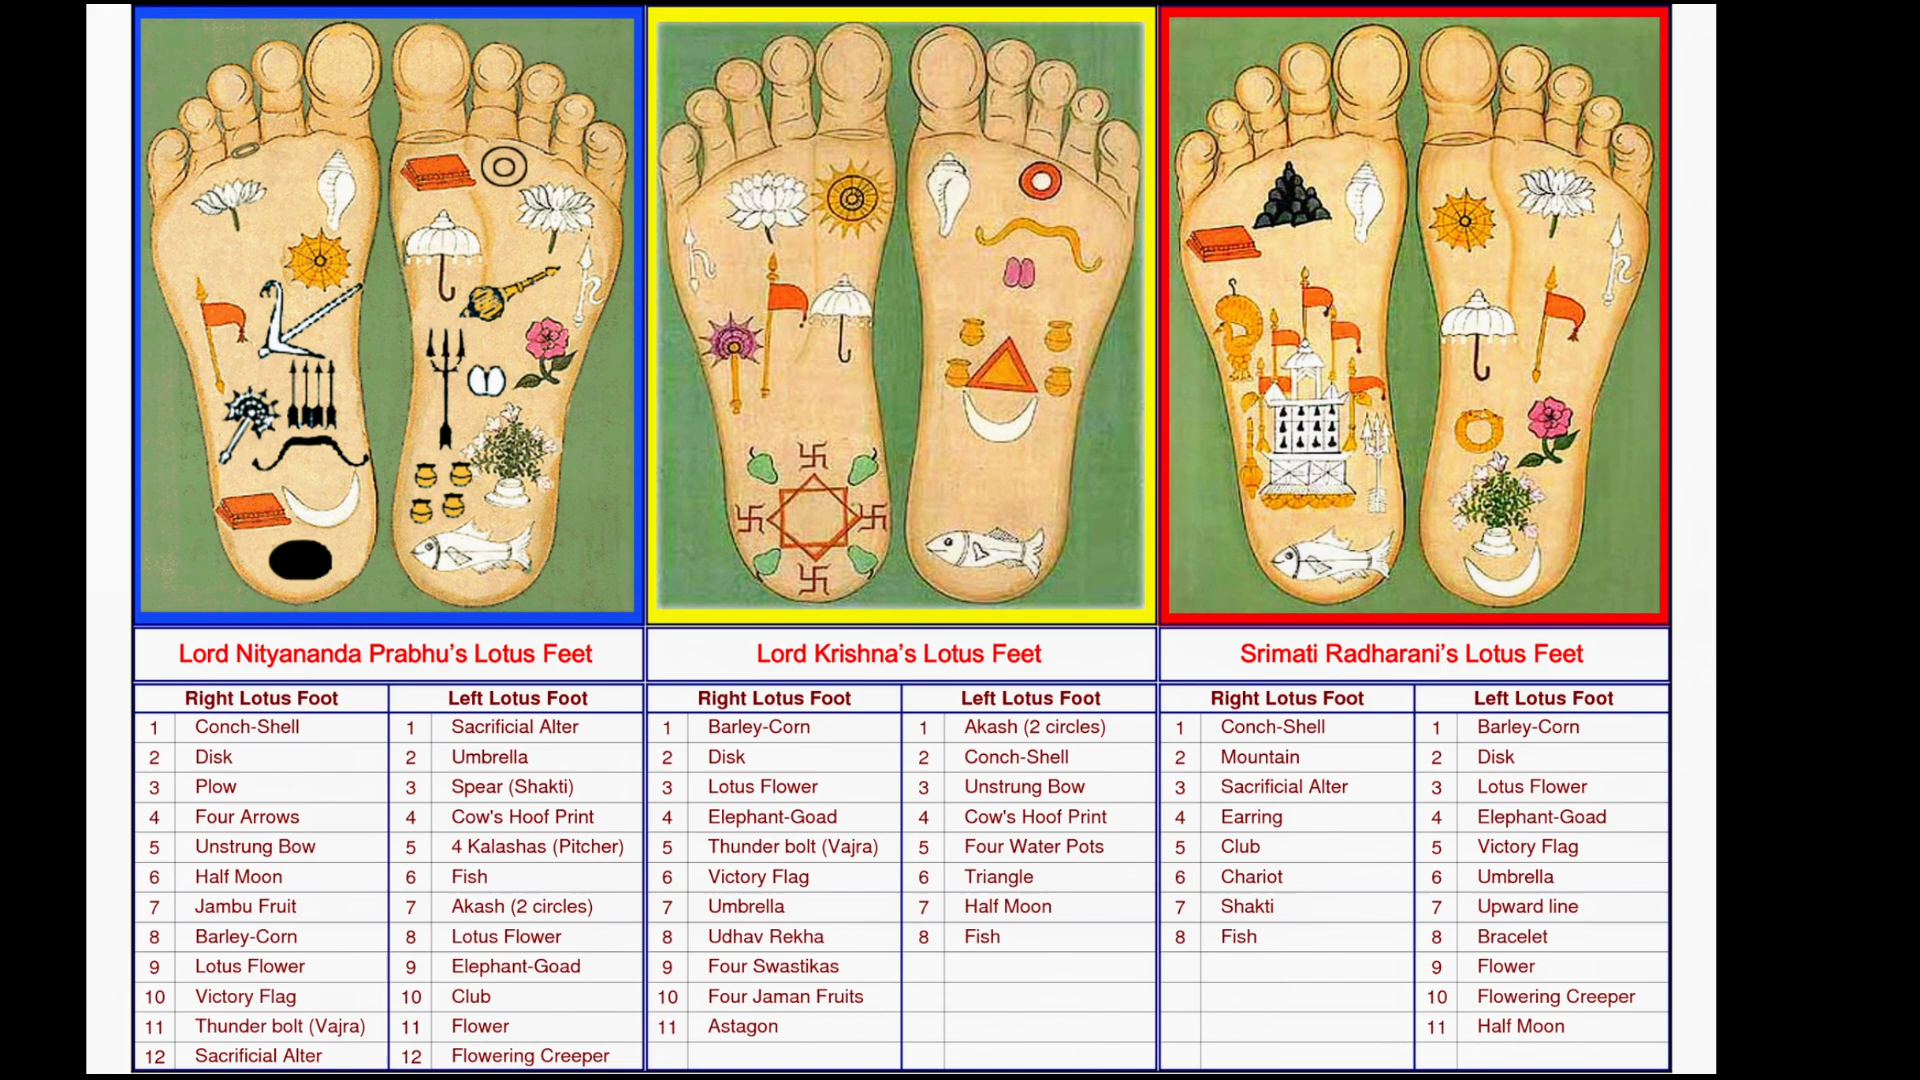 Lord Nityananda Prabhu's Lotus Feet
Lord Krishna's Lotus Feet
Srimati Radharani's Lotus Feet
Right Lotus Foot Left Lotus Foot Right Lotus Foot Left Lotus Foot Right Lotus Foot Left Lotus Foot
1 Conch-Shell 1 Sacrificial Alter 1 Barley-Corn 1 Akash (2 circles) 1 Conch-Shell 1 Barley-Corn
2 Disk 2 Umbrella 2 Disk 2 Conch-Shell 2 Mountain 2 Disk
3 Plow 3 Spear (Shakti) 3 Lotus Flower 3 Unstrung Bow 3 Sacrificial Alter 3 Lotus Flower
4 Four Arrows 4 Cow's Hoof Print 4 Elephant-Goad 4 Cow's Hoof Print 4 Earring 4 Elephant-Goad
5 Unstrung Bow 5 4 Kalashas (Pitcher) 5 Thunder bolt (Vajra) 5 Four Water Pots 5 Club 5 Victory Flag
6 Half Moon 6 Fish 6 Victory Flag 6 Triangle 6 Chariot 6 Umbrella
7 Jambu Fruit 7 Akash (2 circles) 7 Umbrella 7 Half Moon 7 Shakti 7 Upward line
8 Barley-Corn 8 Lotus Flower 8 Udhav Rekha 8 Fish 8 Fish 8 Bracelet
9 Lotus Flower 9 Elephant-Goad 9 Four Swastikas 9 Flower
10 Victory Flag 10 Club 10 Four Jaman Fruits 10 Flowering Creeper
11 Thunder bolt (Vajra) 11 Flower 11 Astagon 11 Half Moon
12 Sacrificial Alter 12 Flowering Creeper